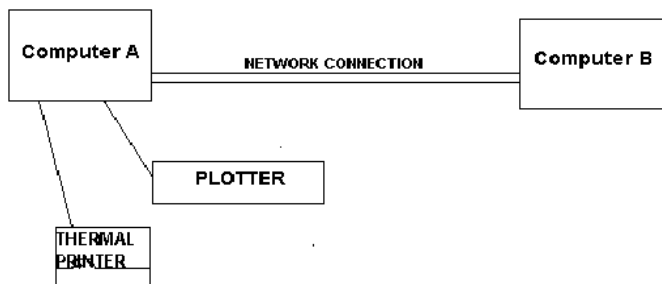 Computer A
NETWORK CONNECTION
Computer B
PLOTTER
THERMAL
PRINTER